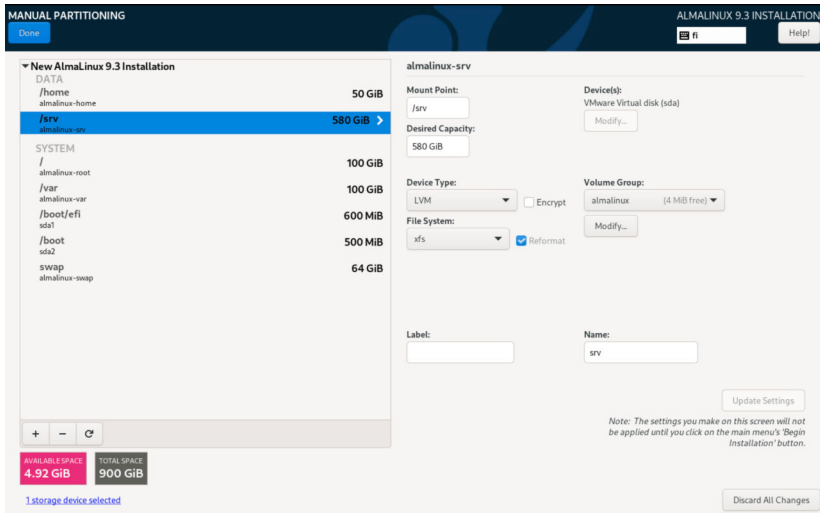 MANUAL PARTITIONING
ALMALINUX 9.3 INSTALLATION
Done
fi
Help!
New AlmaLinux 9.3 Installation
DATA
/home
almalinux-home
50 GiB
/srv
almalinux-srv
580 GiB
SYSTEM
/
almalinux-root
100 GiB
/var
almalinux-var
100 GiB
/boot/efi
sda1
600 MiB
/boot
sda2
500 MiB
swap
almalinux-swap
64 GiB
+ −
AVAILABLE SPACE
4.92 GiB
TOTAL SPACE
900 GiB
1 storage device selected
almalinux-srv
Mount Point:
/srv
Desired Capacity:
580 GiB
Device(s):
VMware Virtual disk (sda)
Modify...
Device Type:
LVM
Encrypt
File System:
xfs
Reformat
Volume Group:
almalinux (4 MiB free)
Modify...
Label:
Name:
srv
Update Settings
Note: The settings you make on this screen will not
be applied until you click on the main menu's 'Begin
Installation' button.
Discard All Changes